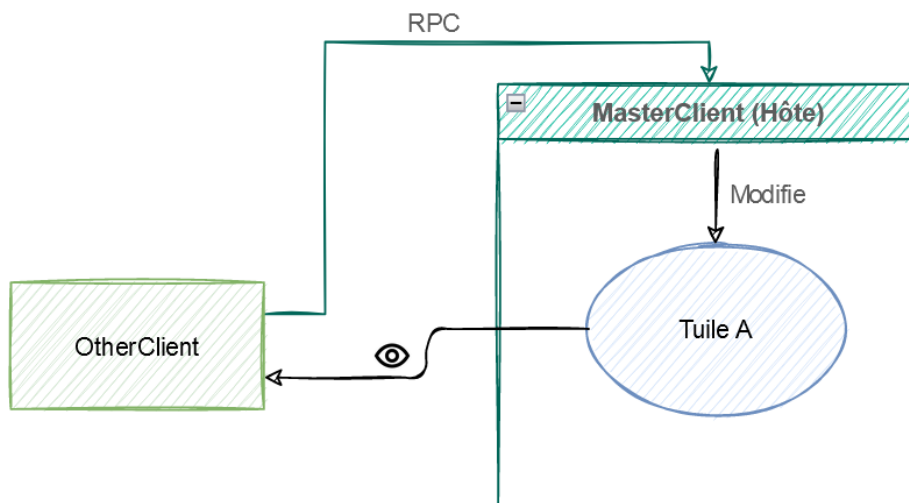 RPC
MasterClient (Hôte)
Modifie
OtherClient
Tuile A